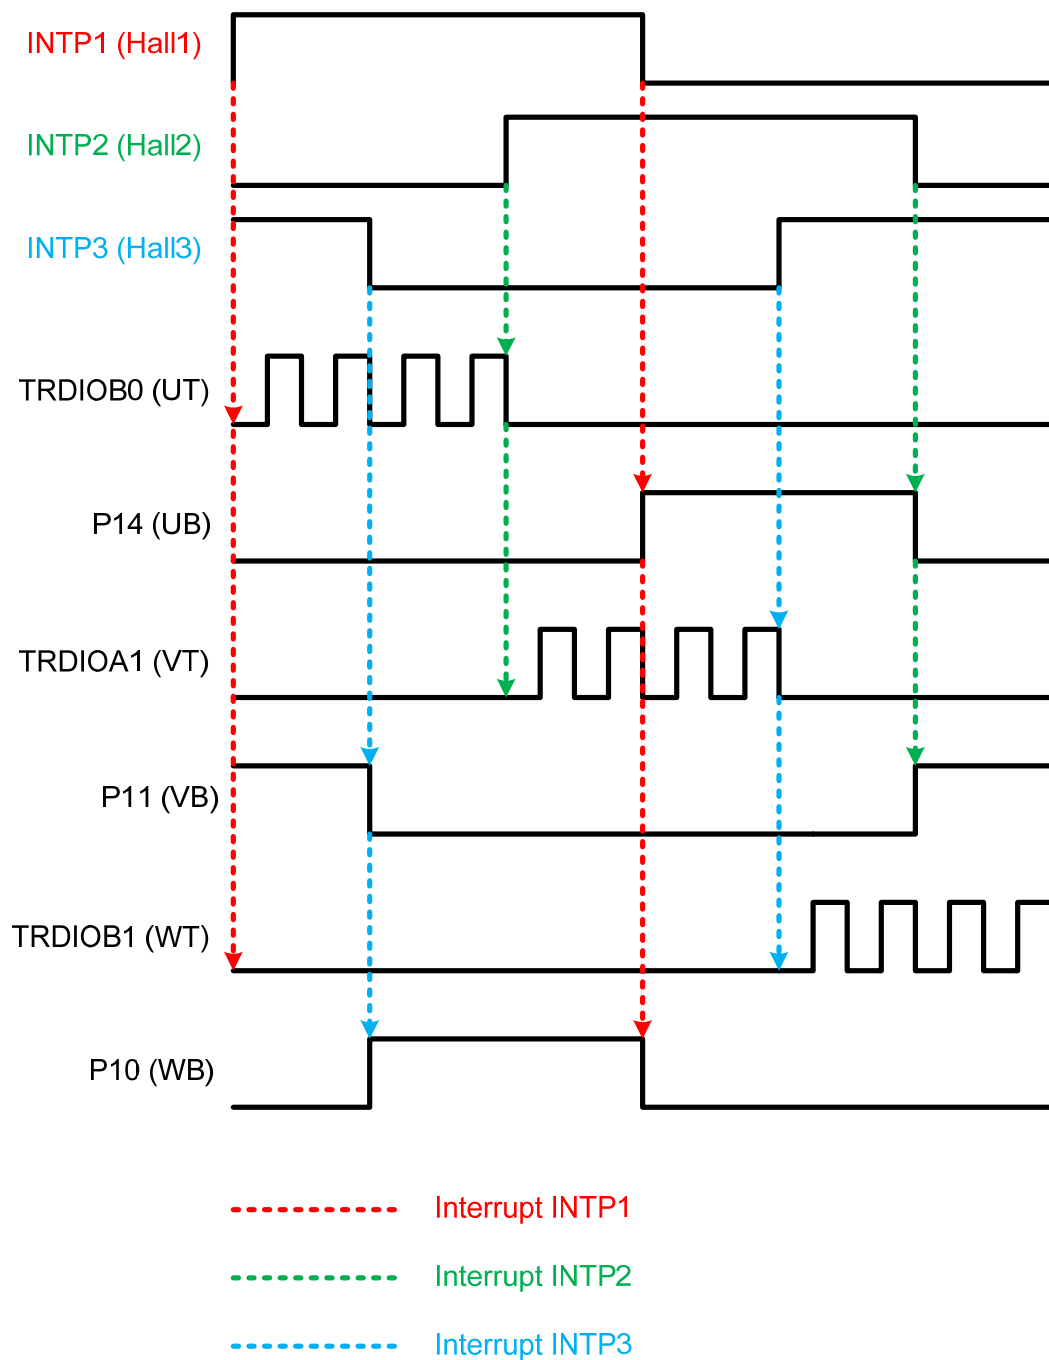 INTP1 (Hall1)
INTP2 (Hall2)
INTP3 (Hall3)
TRDIOB0 (UT)
P14 (UB)
TRDIOA1 (VT)
P11 (VB)
TRDIOB1 (WT)
P10 (WB)
Interrupt INTP1
Interrupt INTP2
Interrupt INTP3